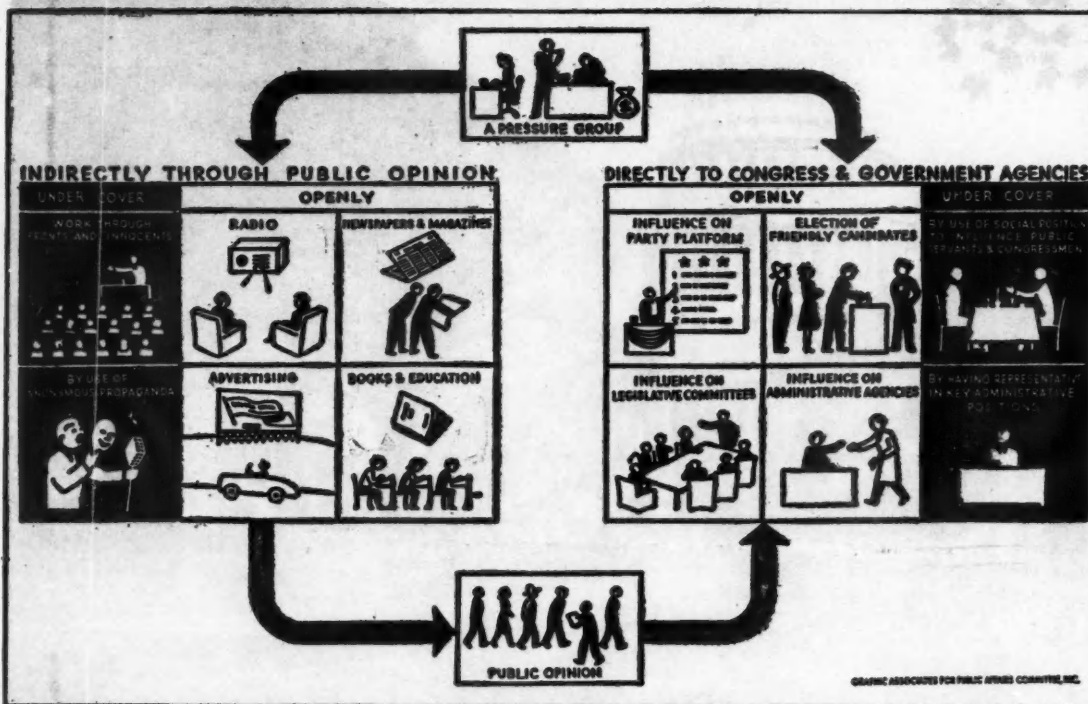 A PRESSURE GROUP
INDIRECTLY THROUGH PUBLIC OPINION
UNDER COVER
OPENLY
WORK THROUGH
FRONTS AND INNOCENTS
RADIO
NEWSPAPERS & MAGAZINES
BY USE OF
ANONYMOUS PROPAGANDA
ADVERTISING
BOOKS & EDUCATION
DIRECTLY TO CONGRESS & GOVERNMENT AGENCIES
OPENLY
UNDER COVER
INFLUENCE ON
PARTY PLATFORM
ELECTION OF
FRIENDLY CANDIDATES
BY USE OF SOCIAL POSITION
TO INFLUENCE PUBLIC
SERVANTS & CONGRESSMEN
INFLUENCE ON
LEGISLATIVE COMMITTEES
INFLUENCE ON
ADMINISTRATIVE AGENCIES
BY HAVING
IN KEY ADMINISTRATIVE
POSITIONS
PUBLIC OPINION
GRAPHIC ASSOCIATES FOR PUBLIC AFFAIRS COMMITTEE, INC.